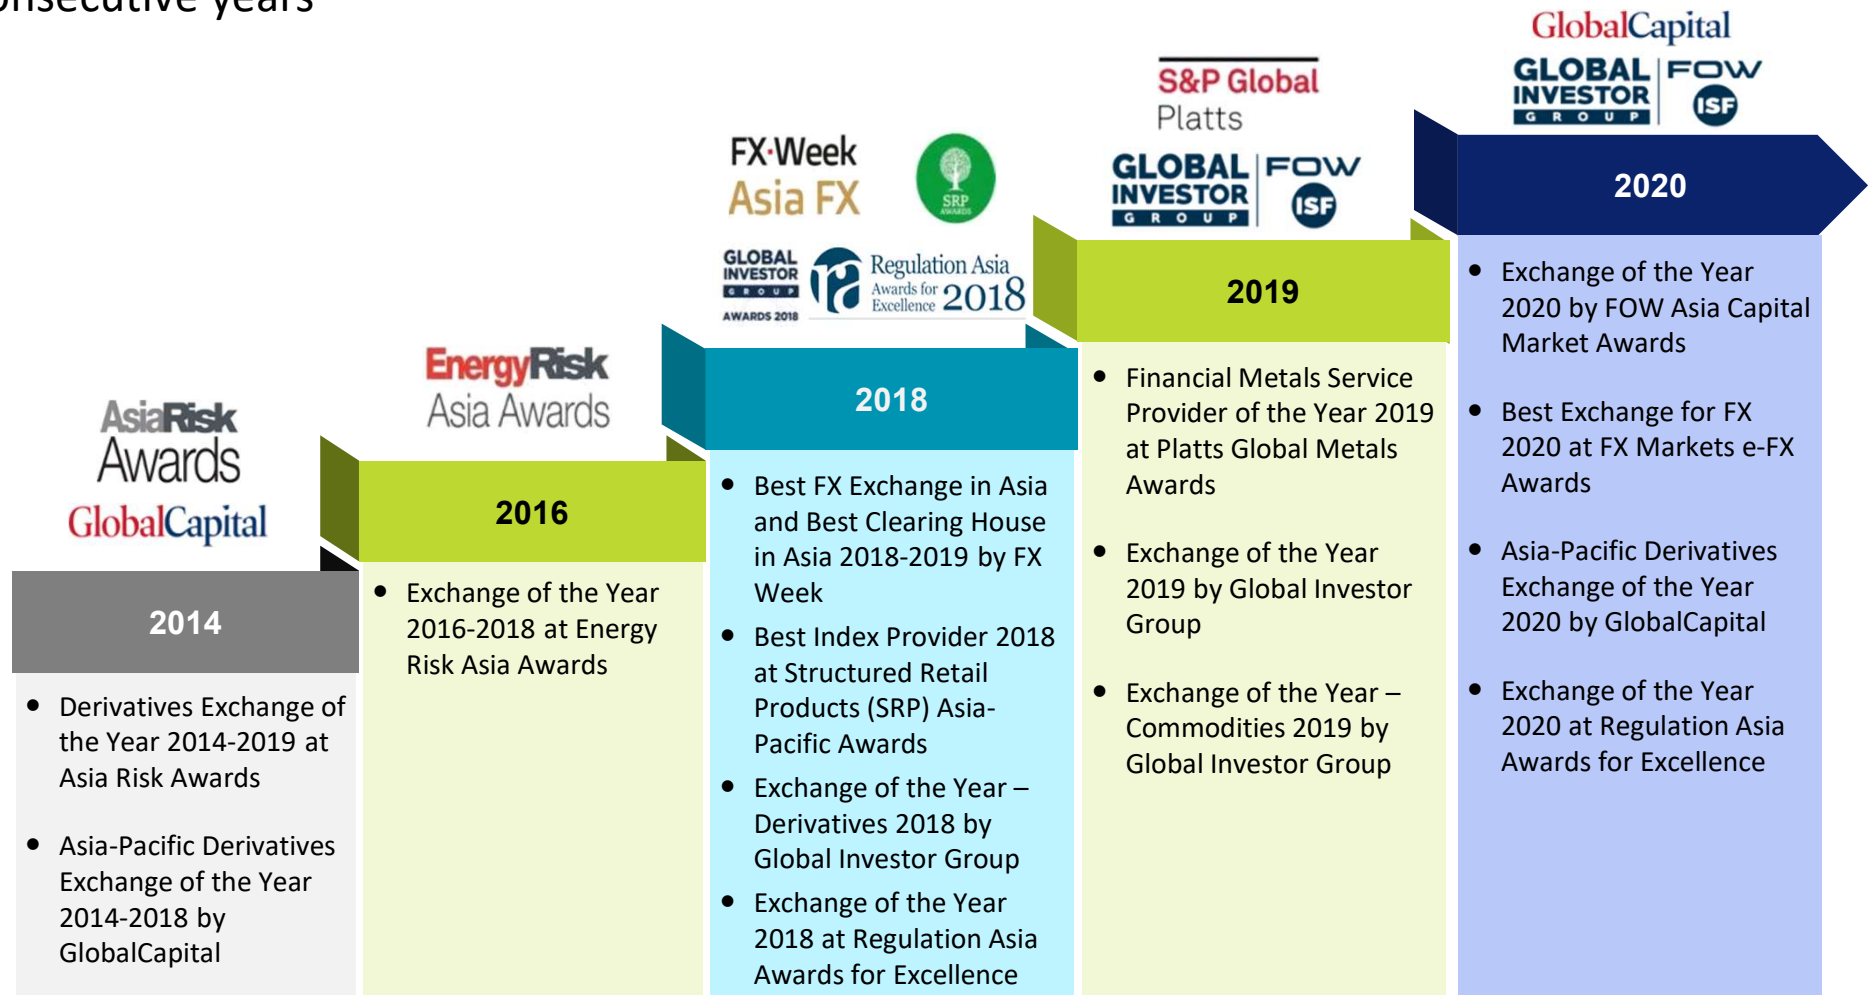 consecutive years
AsiaRisk
Awards
GlobalCapital
2014
• Derivatives Exchange of
the Year 2014-2019 at
Asia Risk Awards
• Asia-Pacific Derivatives
Exchange of the Year
2014-2018 by
GlobalCapital
EnergyRisk
Asia Awards
2016
• Exchange of the Year
2016-2018 at Energy
Risk Asia Awards
FX·Week
Asia FX
SRP
AWARDS
GLOBAL
INVESTOR
GROUP
AWARDS 2018
ra
Regulation Asia
Awards for
Excellence 2018
2018
• Best FX Exchange in Asia
and Best Clearing House
in Asia 2018-2019 by FX
Week
• Best Index Provider 2018
at Structured Retail
Products (SRP) Asia-
Pacific Awards
• Exchange of the Year –
Derivatives 2018 by
Global Investor Group
• Exchange of the Year
2018 at Regulation Asia
Awards for Excellence
S&P Global
Platts
GLOBAL
INVESTOR
GROUP
FOW
ISF
2019
• Financial Metals Service
Provider of the Year 2019
at Platts Global Metals
Awards
• Exchange of the Year
2019 by Global Investor
Group
• Exchange of the Year –
Commodities 2019 by
Global Investor Group
GlobalCapital
GLOBAL
INVESTOR
GROUP
FOW
ISF
2020
• Exchange of the Year
2020 by FOW Asia Capital
Market Awards
• Best Exchange for FX
2020 at FX Markets e-FX
Awards
• Asia-Pacific Derivatives
Exchange of the Year
2020 by GlobalCapital
• Exchange of the Year
2020 at Regulation Asia
Awards for Excellence